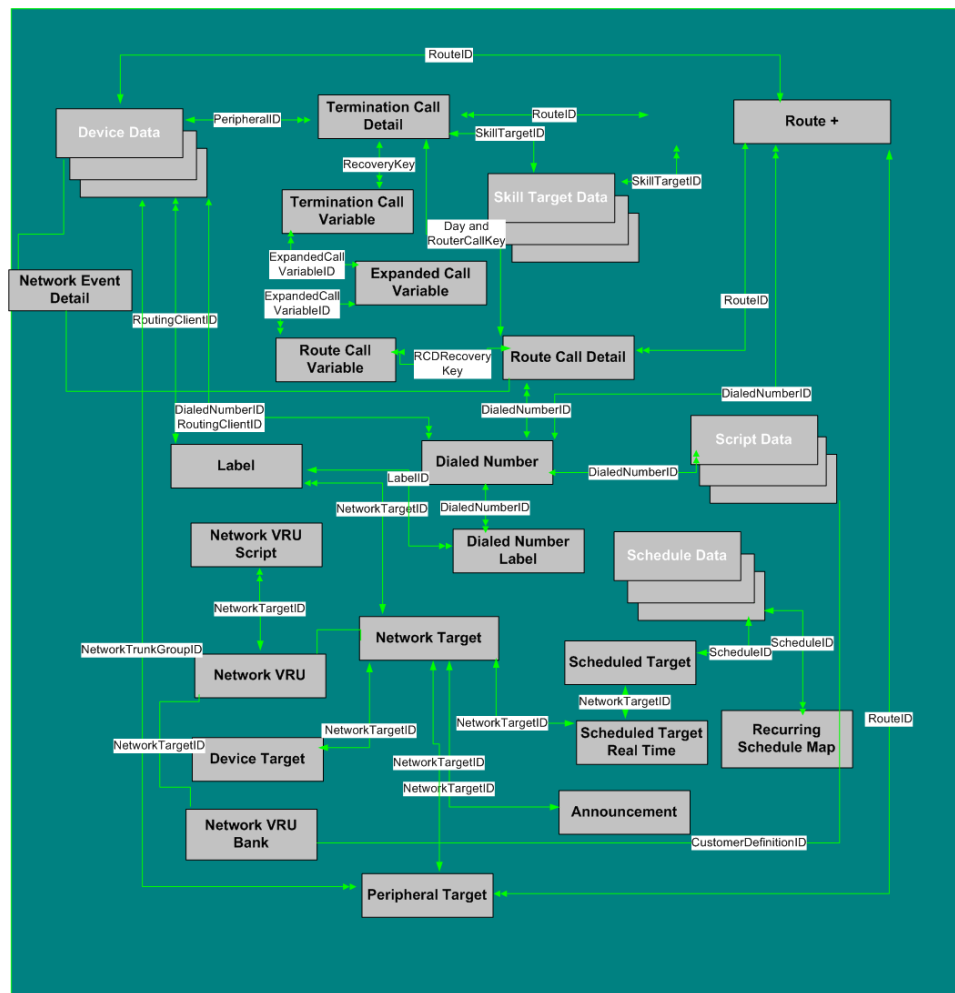 RouteID
Device Data
PeripheralID
Termination Call
Detail
RouteID
SkillTargetID
Route +
RecoveryKey
SkillTargetID
Termination Call
Variable
Skill Target Data
Day and
RouterCallKey
ExpandedCall
VariableID
Expanded Call
Variable
Network Event
Detail
ExpandedCall
VariableID
RouteID
RoutingClientID
Route Call
Variable
RCDRecovery
Key
Route Call Detail
DialedNumberID
DialedNumberID
RoutingClientID
DialedNumberID
DialedNumberID
Script Data
Label
LabelID
Dialed Number
DialedNumberID
NetworkTargetID
DialedNumberID
Network VRU
Script
Dialed Number
Label
Schedule Data
NetworkTargetID
Network Target
NetworkTrunkGroupID
Network VRU
Scheduled Target
ScheduleID
ScheduleID
NetworkTargetID
RouteID
NetworkTargetID
NetworkTargetID
NetworkTargetID
Device Target
Scheduled Target
Real Time
Recurring
Schedule Map
NetworkTargetID
NetworkTargetID
Network VRU
Bank
Announcement
CustomerDefinitionID
Peripheral Target